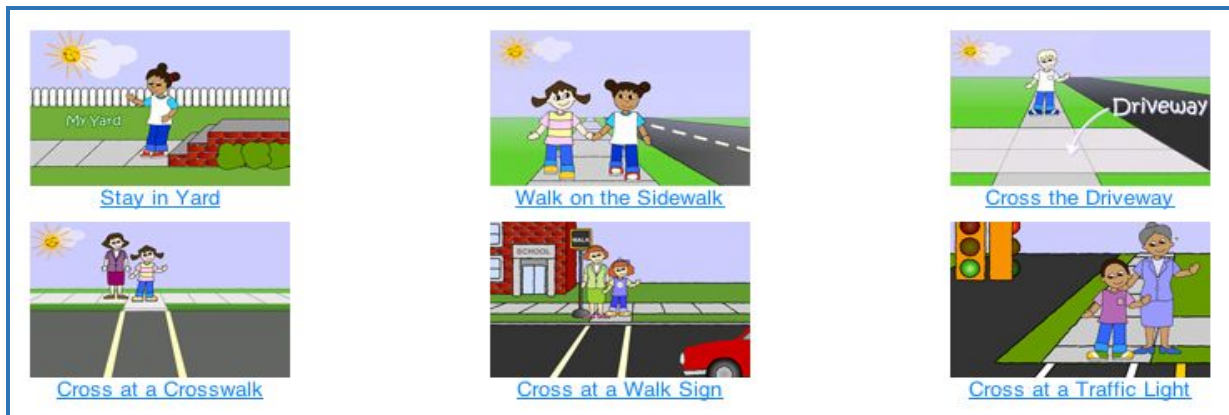 My Yard
Stay in Yard
Walk on the Sidewalk
Driveway
Cross the Driveway
Cross at a Crosswalk
SCHOOL
WALK
Cross at a Walk Sign
Cross at a Traffic Light